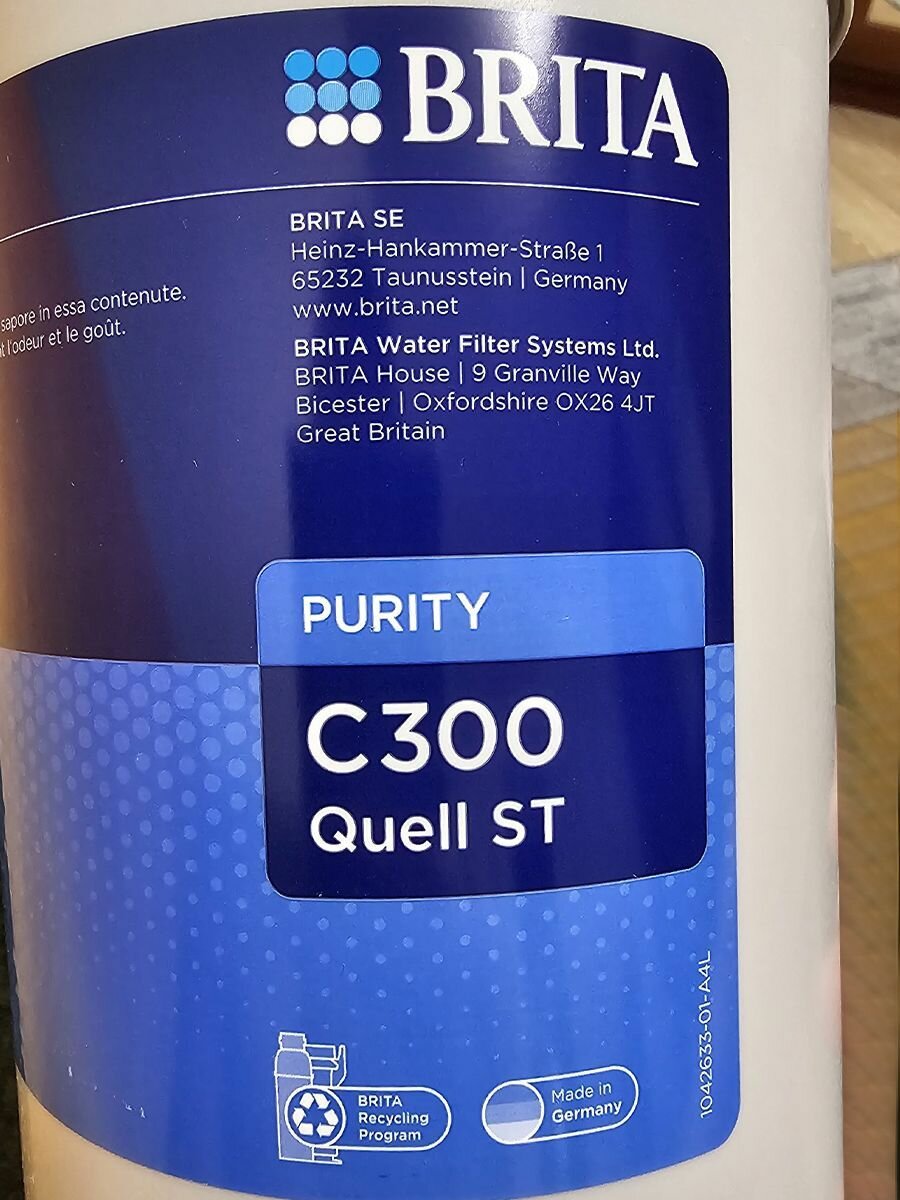 BRITA
BRITA SE
Heinz-Hankammer-Straße 1
65232 Taunusstein | Germany
www.brita.net
sapore in essa contenute.
l'odeur et le goût.
BRITA Water Filter Systems Ltd.
BRITA House | 9 Granville Way
Bicester | Oxfordshire OX26 4JT
Great Britain
PURITY
C300
Quell ST
1042633-01-A4L
BRITA
Recycling
Program
Made in
Germany